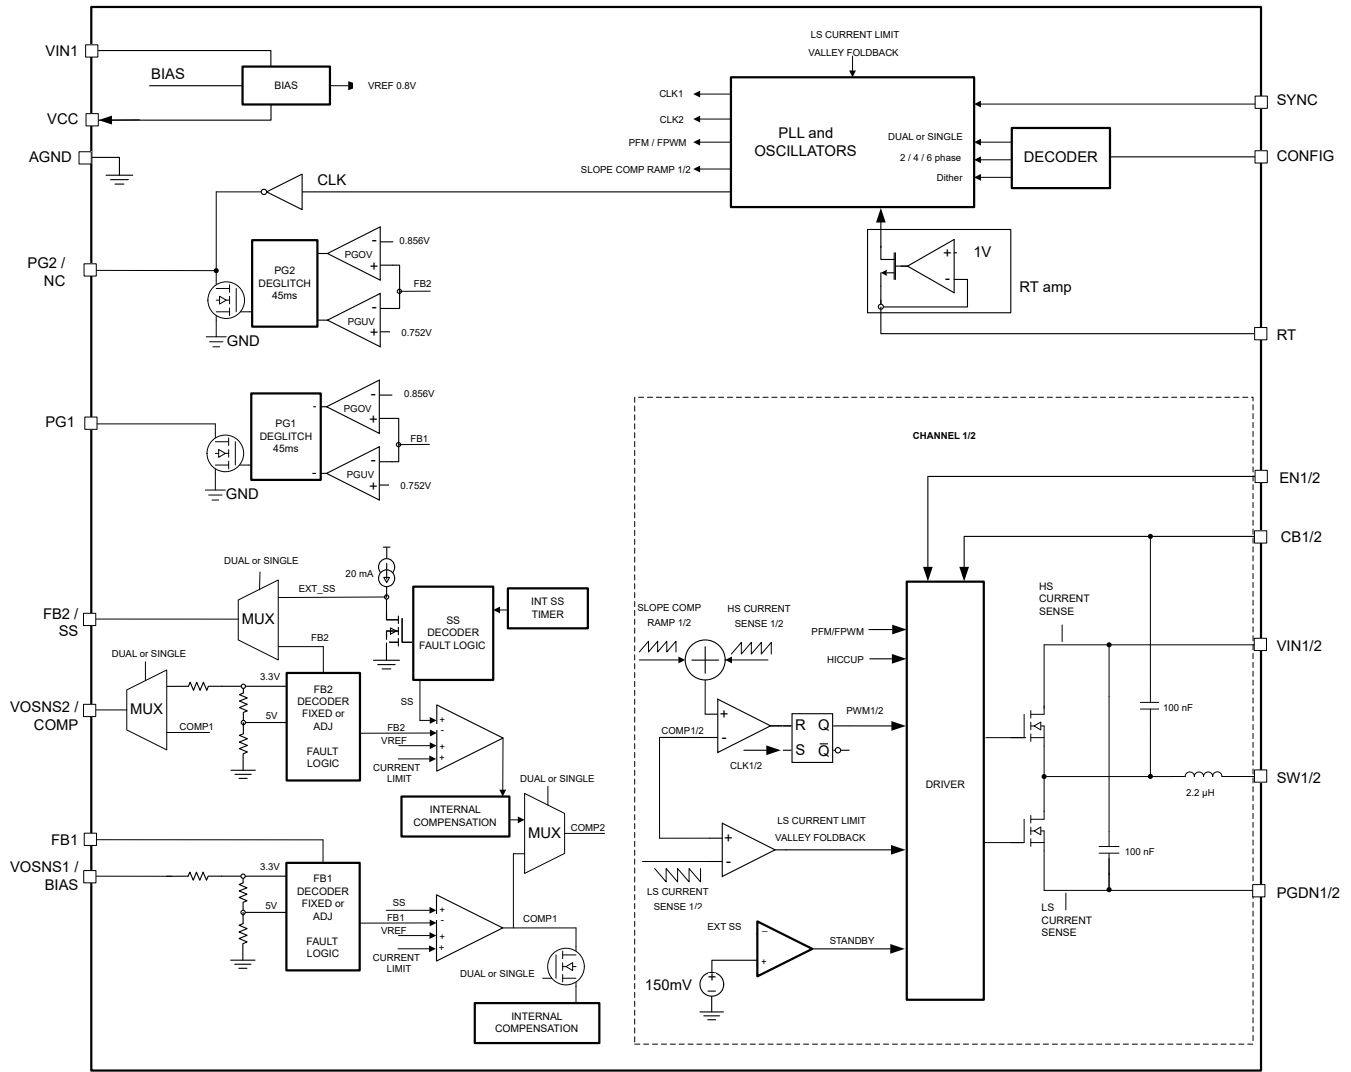 LS CURRENT LIMIT
VALLEY FOLDBACK
VIN1
BIAS
BIAS
VREF 0.8V
VCC
AGND
CLK1
CLK2
PFM / FPWM
SLOPE COMP RAMP 1/2
PLL and
OSCILLATORS
DUAL or SINGLE
2 / 4 / 6 phase
Dither
DECODER
SYNC
CONFIG
CLK
PG2 /
NC
PG2
DEGLITCH
45ms
PGOV
-
+
0.856V
FB2
PGUV
-
+
0.752V
GND
1V
+
-
RT amp
RT
PG1
PG1
DEGLITCH
45ms
-
-
PGOV
-
+
0.856V
FB1
PGUV
-
+
0.752V
GND
CHANNEL 1/2
EN1/2
CB1/2
VIN1/2
SW1/2
PGDN1/2
DUAL or SINGLE
20 mA
EXT_SS
FB2 /
SS
MUX
FB2
SS
DECODER
FAULT LOGIC
INT SS
TIMER
DUAL or SINGLE
VOSNS2 /
COMP
MUX
COMP1
3.3V
5V
FB2
DECODER
FIXED or
ADJ
FAULT
LOGIC
SS
FB2
VREF
CURRENT
LIMIT
+
-
+
+
INTERNAL
COMPENSATION
DUAL or SINGLE
MUX
COMP2
FB1
VOSNS1 /
BIAS
3.3V
5V
FB1
DECODER
FIXED or
ADJ
FAULT
LOGIC
SS
FB1
VREF
CURRENT
LIMIT
+
-
+
+
COMP1
DUAL or SINGLE
INTERNAL
COMPENSATION
SLOPE COMP
RAMP 1/2
HS CURRENT
SENSE 1/2
PFM/FPWM
HICCUP
+
-
COMP1/2
R Q
S Q̅
PWM1/2
CLK1/2
+
-
LS CURRENT LIMIT
VALLEY FOLDBACK
LS CURRENT
SENSE 1/2
EXT SS
−
+
STANDBY
150mV
+
−
DRIVER
HS
CURRENT
SENSE
100 nF
2.2 µH
100 nF
LS
CURRENT
SENSE